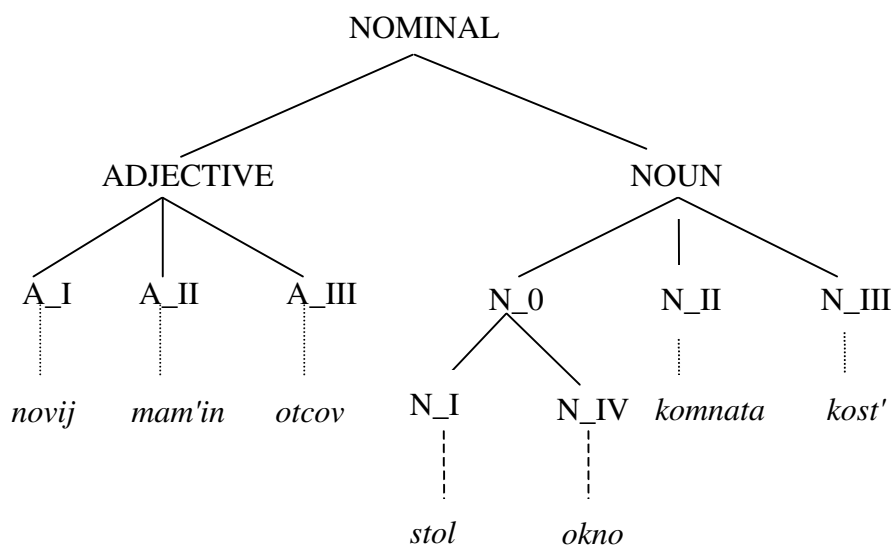 NOMINAL
ADJECTIVE NOUN
A_I A_II A_III N_0 N_II N_III
novij mam'in otcov N_I N_IV komnata kost'
stol okno